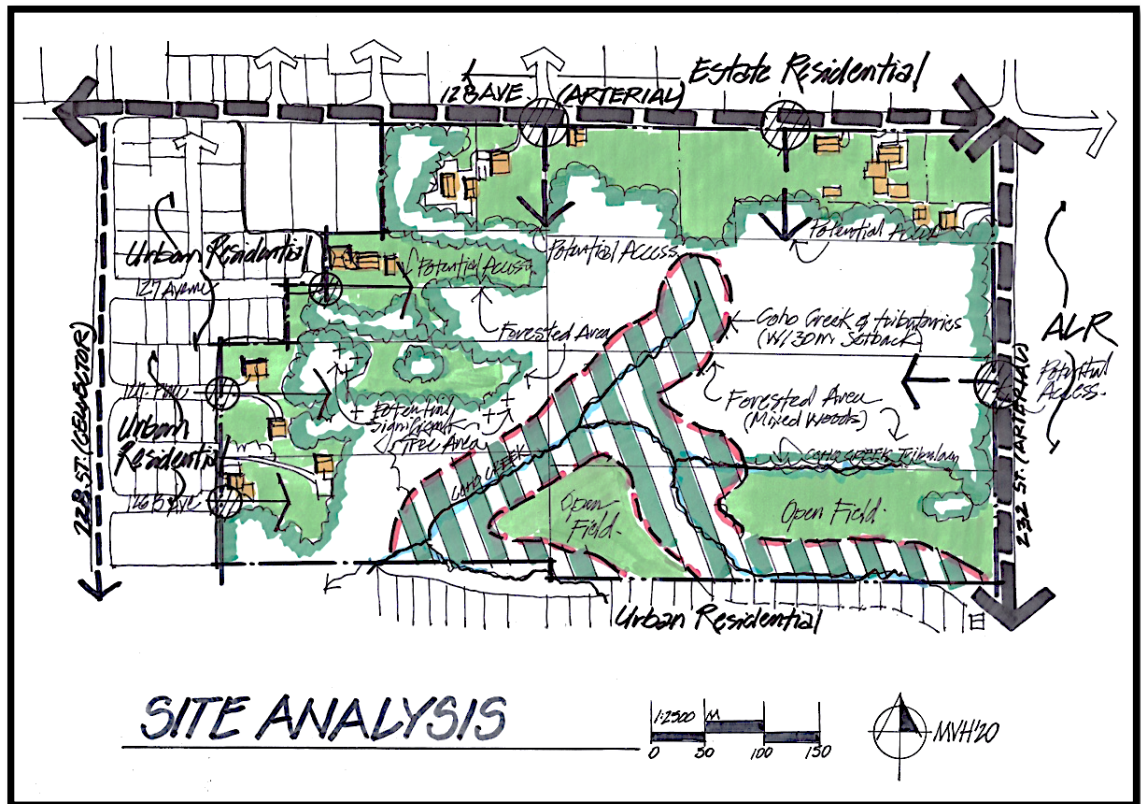 Estate Residential
128 AVE (ARTERIAL)
Urban Residential
127 Avenue
Potential Access
Potential Access
Potential Access
Forested Area
Coho Creek & tributaries
(W/ 30m Setback)
ALR
Potential
Access
Forested Area
(Mixed Woods)
Potential
Significant
Tree Area
COHO CREEK Tributary
COHO CREEK
Urban
Residential
126B AVE
Open
Field
Open Field
228 ST. (COLLECTOR)
232 ST. (ARTERIAL)
Urban Residential
SITE ANALYSIS
1:2500 M
0 50 100 150
MVH'20